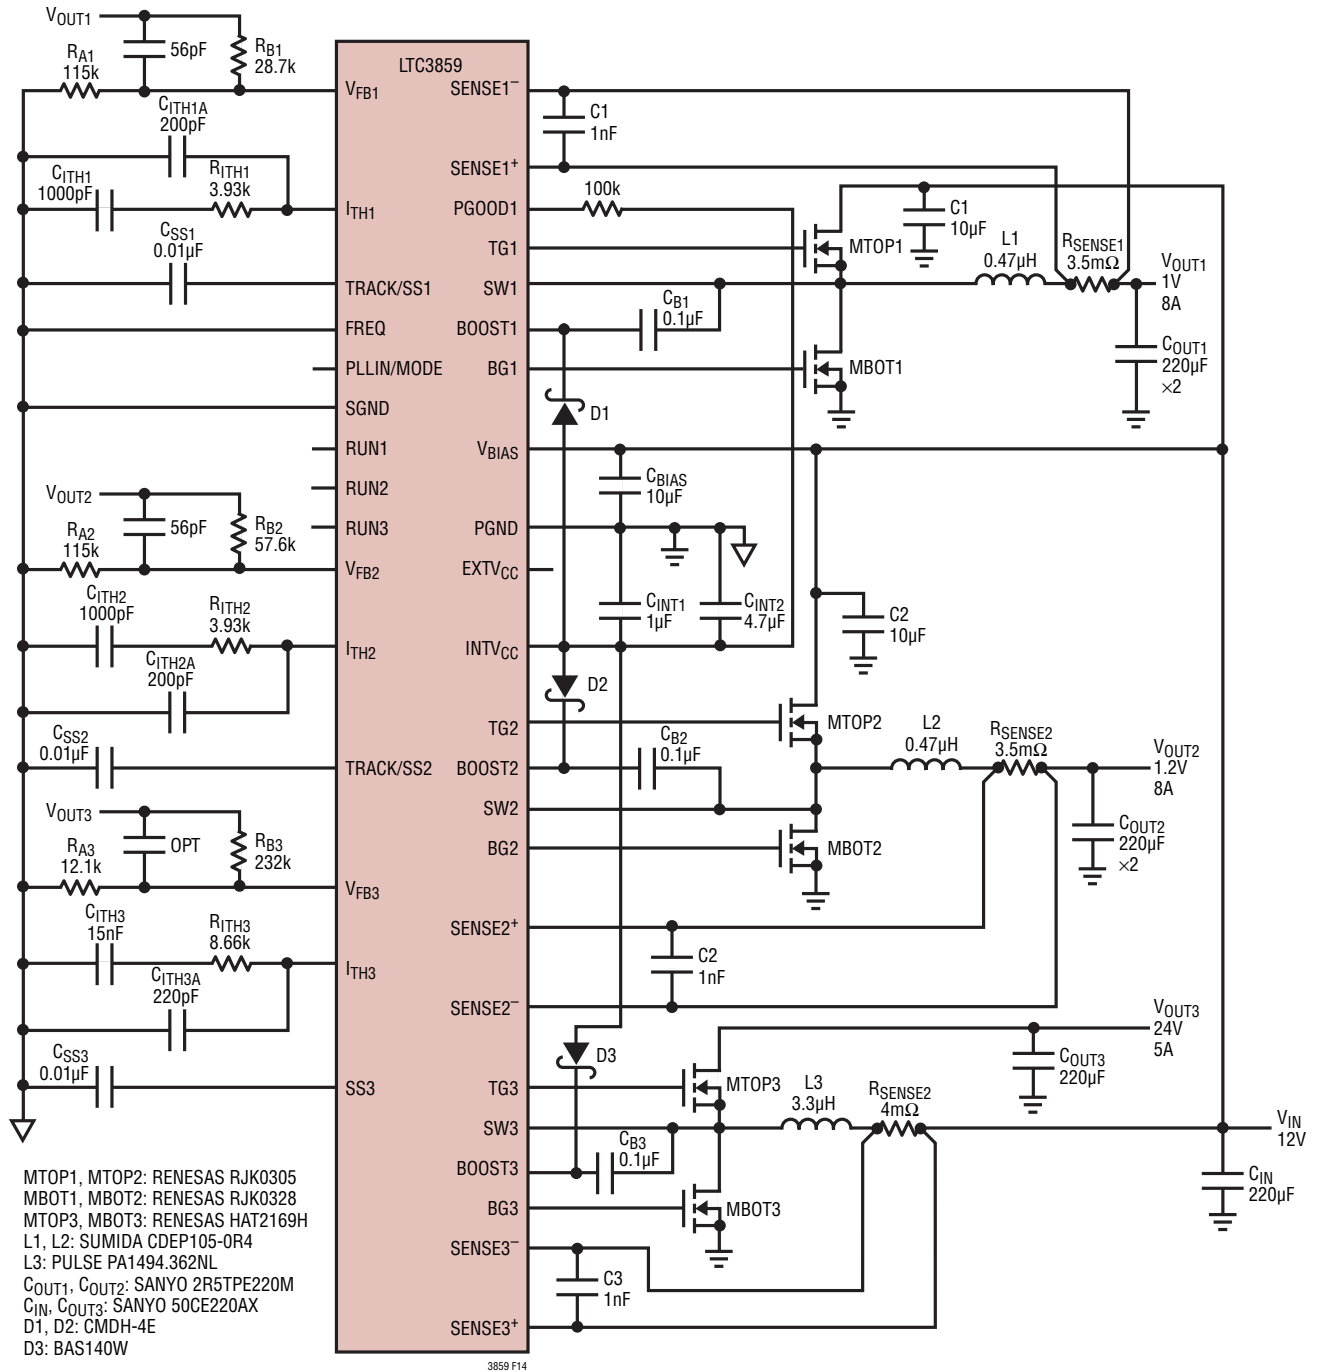 VOUT1
RA1
115k
56pF
RB1
28.7k
CITH1A
200pF
CITH1
1000pF
RITH1
3.93k
CSS1
0.01µF
VOUT2
RA2
115k
56pF
RB2
57.6k
CITH2
1000pF
RITH2
3.93k
CITH2A
200pF
CSS2
0.01µF
VOUT3
RA3
12.1k
OPT
RB3
232k
CITH3
15nF
RITH3
8.66k
CITH3A
220pF
CSS3
0.01µF
LTC3859
VFB1
ITH1
TRACK/SS1
FREQ
PLLIN/MODE
SGND
RUN1
RUN2
RUN3
VFB2
ITH2
TRACK/SS2
VFB3
ITH3
SS3
SENSE1–
SENSE1+
PGOOD1
TG1
SW1
BOOST1
BG1
VBIAS
PGND
EXTVCC
INTVCC
TG2
BOOST2
SW2
BG2
SENSE2+
SENSE2–
TG3
SW3
BOOST3
BG3
SENSE3–
SENSE3+
C1
1nF
100k
MTOP1
C1
10µF
L1
0.47µH
RSENSE1
3.5mΩ
VOUT1
1V
8A
CB1
0.1µF
MBOT1
COUT1
220µF
×2
D1
CBIAS
10µF
CINT1
1µF
CINT2
4.7µF
C2
10µF
D2
MTOP2
L2
0.47µH
RSENSE2
3.5mΩ
VOUT2
1.2V
8A
CB2
0.1µF
MBOT2
COUT2
220µF
×2
C2
1nF
VOUT3
24V
5A
D3
COUT3
220µF
MTOP3
L3
3.3µH
RSENSE2
4mΩ
VIN
12V
CB3
0.1µF
MBOT3
CIN
220µF
C3
1nF
MTOP1, MTOP2: RENESAS RJK0305
MBOT1, MBOT2: RENESAS RJK0328
MTOP3, MBOT3: RENESAS HAT2169H
L1, L2: SUMIDA CDEP105-0R4
L3: PULSE PA1494.362NL
COUT1, COUT2: SANYO 2R5TPE220M
CIN, COUT3: SANYO 50CE220AX
D1, D2: CMDH-4E
D3: BAS140W
3859 F14